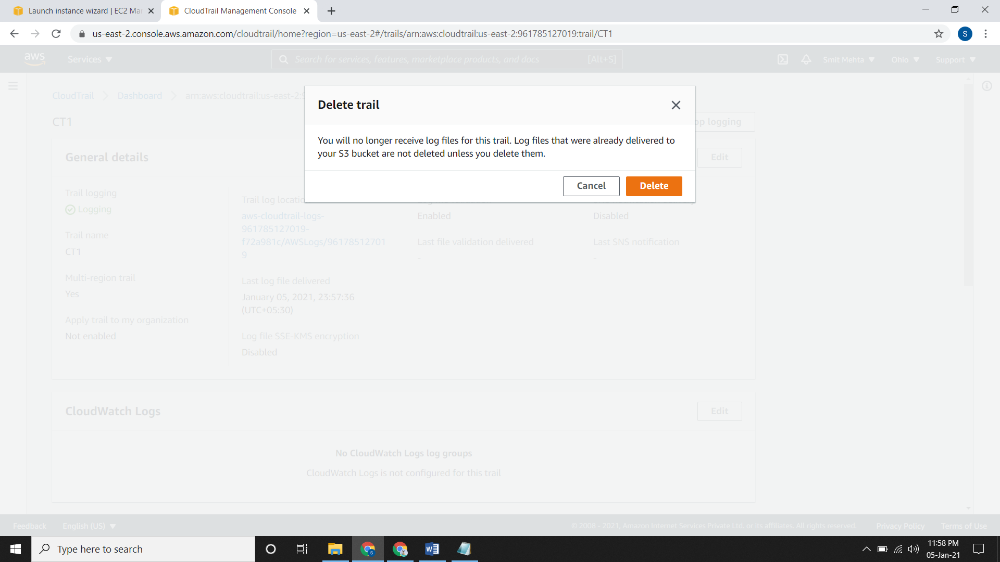 Launch instance wizard | EC2 Mar
CloudTrail Management Console
us-east-2.console.aws.amazon.com/cloudtrail/home?region=us-east-2#/trails/arn:aws:cloudtrail:us-east-2:961785127019:trail/CT1
S
aws
Services
Search for services, features, marketplace products, and docs
[Alt+S]
Smit Mehta
Ohio
Support
CloudTrail
Dashboard
arn:aws:cloudtrail:us-east-2:9
CT1
op logging
Delete trail
You will no longer receive log files for this trail. Log files that were already delivered to
your S3 bucket are not deleted unless you delete them.
Cancel
Delete
General details
Edit
Trail logging
Logging
Trail name
CT1
Multi-region trail
Yes
Apply trail to my organization
Not enabled
Trail log locatio
aws-cloudtrail-logs-
961785127019-
f72a981c/AWSLogs/96178512701
9
Last log file delivered
January 05, 2021, 23:57:36
(UTC+05:30)
Log file SSE-KMS encryption
Disabled
Enabled
Last file validation delivered
-
Disabled
Last SNS notification
-
CloudWatch Logs
Edit
No CloudWatch Logs log groups
CloudWatch Logs is not configured for this trail
Feedback
English (US)
© 2008 - 2021, Amazon Internet Services Private Ltd. or its affiliates. All rights reserved.
Privacy Policy
Terms of Use
Type here to search
11:58 PM
05-Jan-21